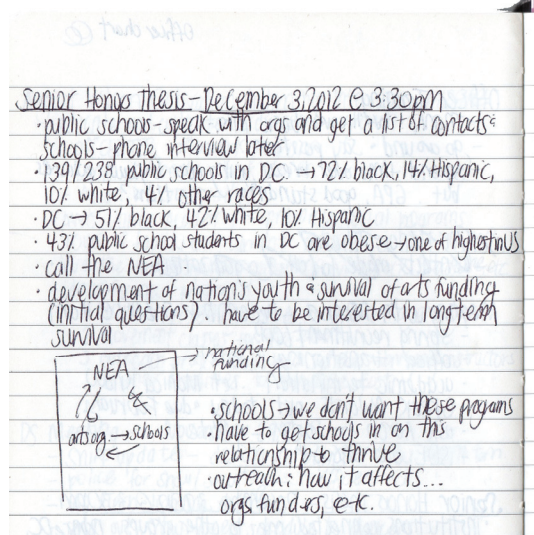 Senior Honors Thesis - December 3, 2012 @ 3:30pm
· public schools - speak with orgs and get a list of contacts &
schools - phone interview later
· 139/238 public schools in DC → 72% black, 14% Hispanic,
10% white, 4% other races
· DC → 51% black, 42% white, 10% Hispanic
· 43% public school students in DC are obese → one of highest in US
· call the NEA
· development of nation's youth & survival of arts funding
(initial questions). have to be interested in long term
survival
NEA → national
funding
arts org. → schools
· schools → we don't want these programs
· have to get schools in on this
relationship to thrive
· outreach: how it affects...
orgs, funders, etc.